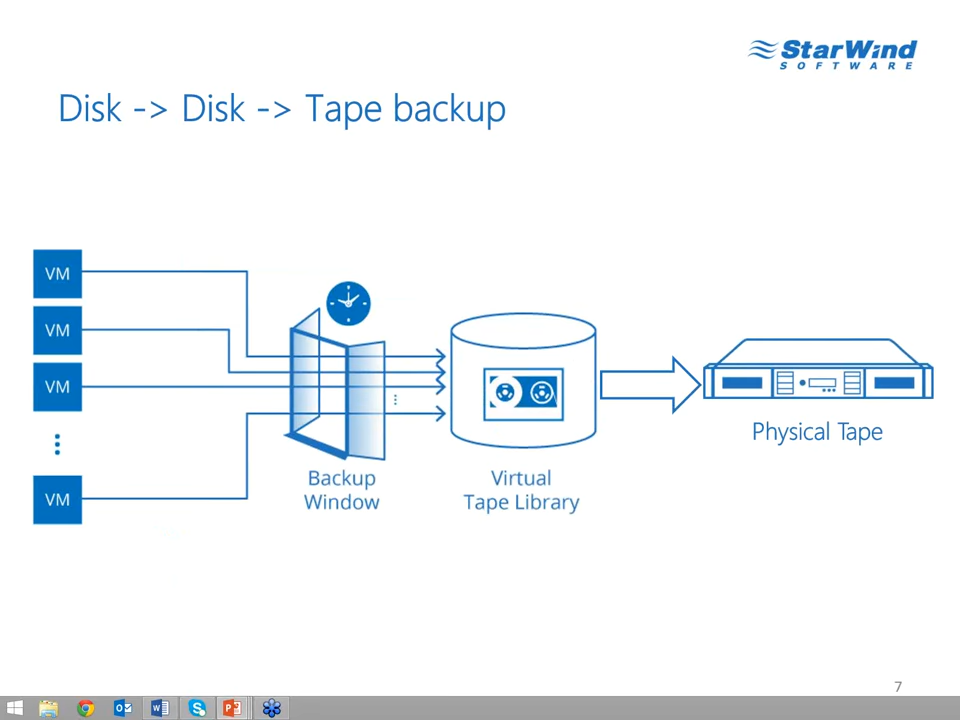 StarWind
SOFTWARE
Disk -> Disk -> Tape backup
VM
VM
VM
VM
Backup
Window
Virtual
Tape Library
Physical Tape
7